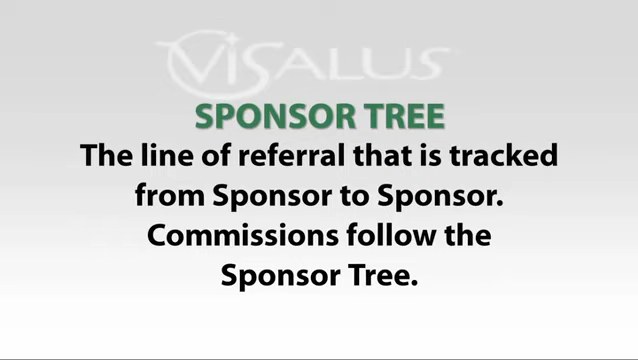 ViSALUS
SPONSOR TREE
The line of referral that is tracked
from Sponsor to Sponsor.
Commissions follow the
Sponsor Tree.